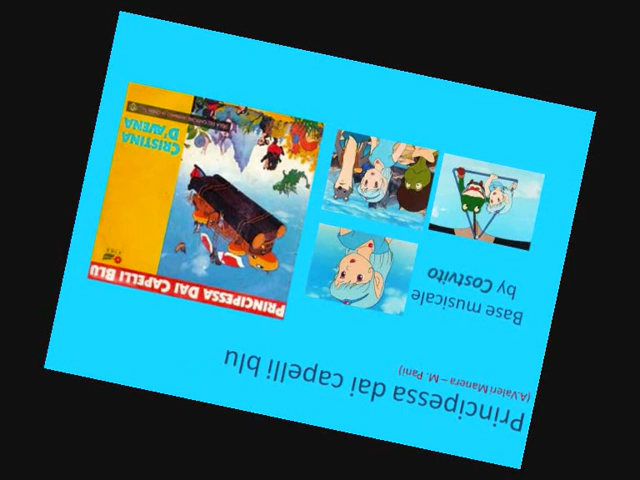 Principessa dai capelli blu
(A.Valeri Manera – M. Pani)
Base musicale
by Costvito
PRINCIPESSA DAI CAPELLI BLU
CRISTINA
D'AVENA